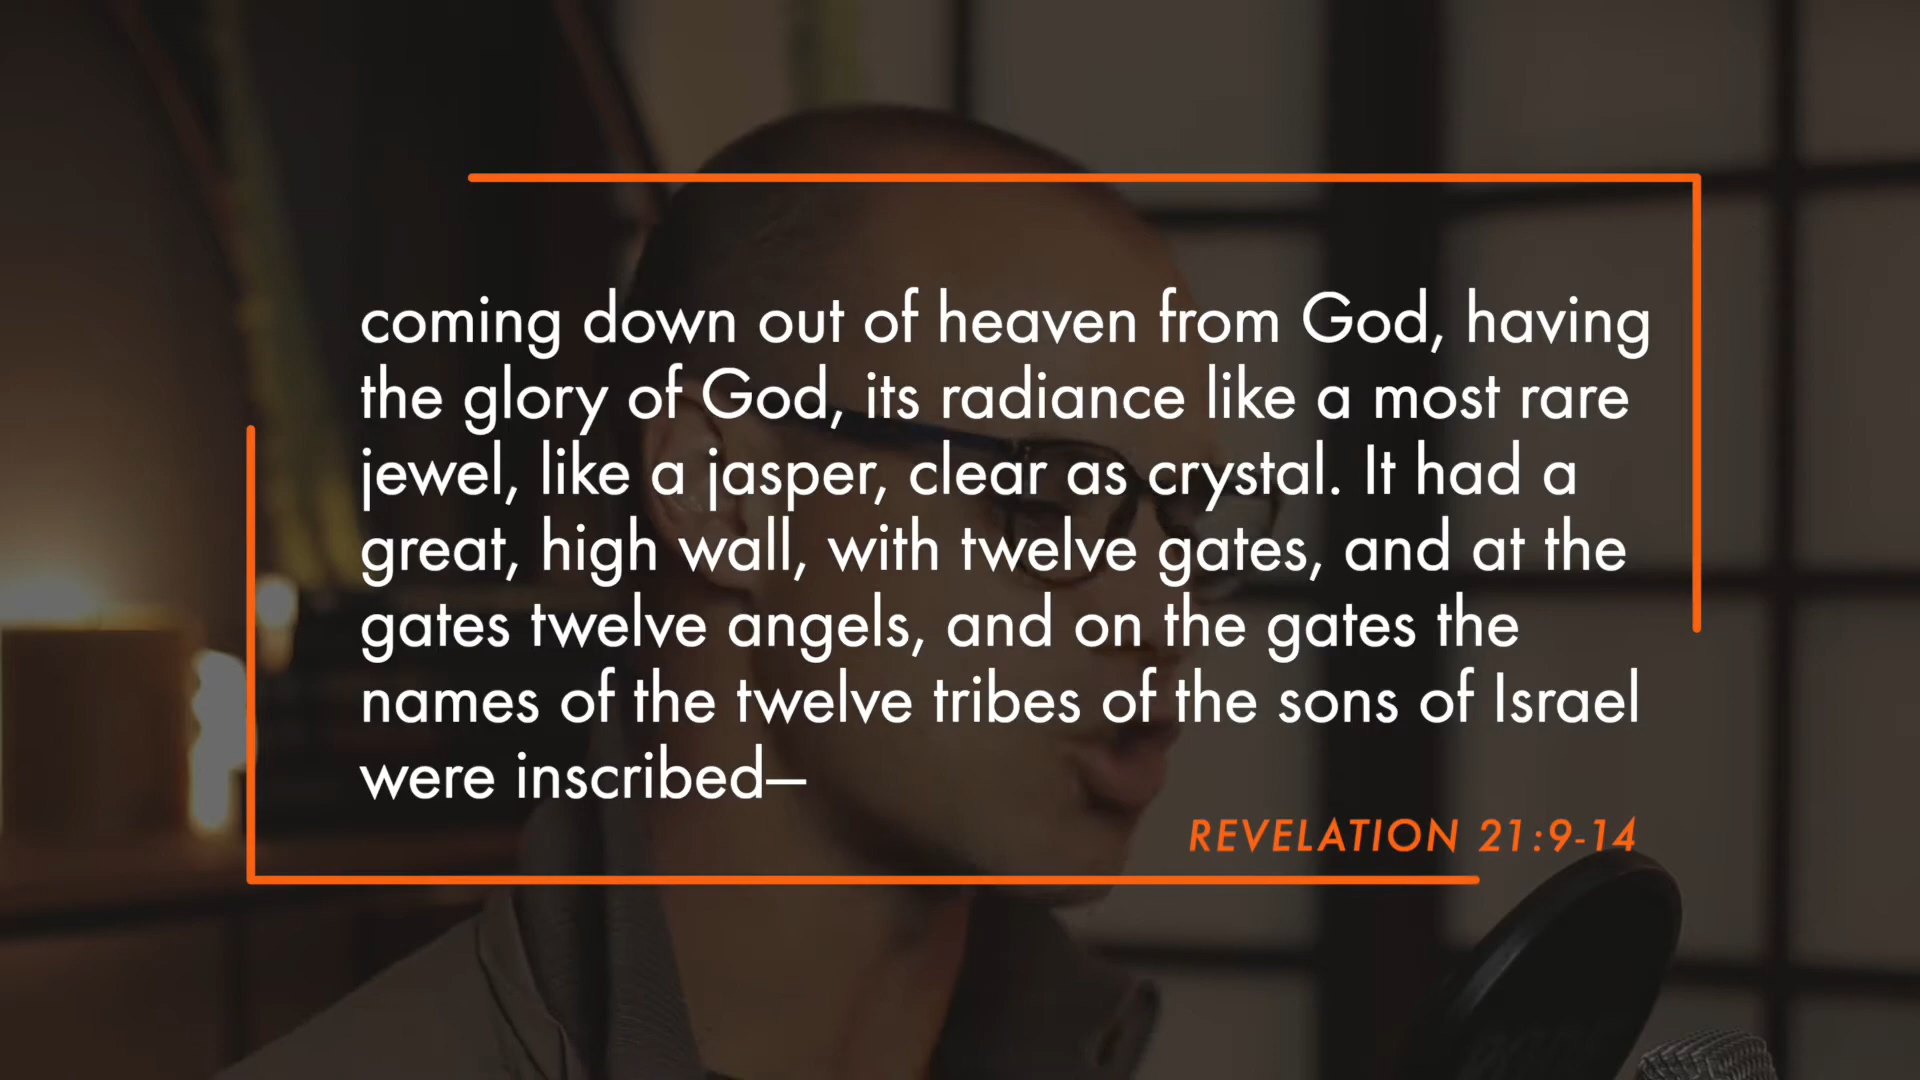 coming down out of heaven from God, having
the glory of God, its radiance like a most rare
jewel, like a jasper, clear as crystal. It had a
great, high wall, with twelve gates, and at the
gates twelve angels, and on the gates the
names of the twelve tribes of the sons of Israel
were inscribed—
REVELATION 21:9-14